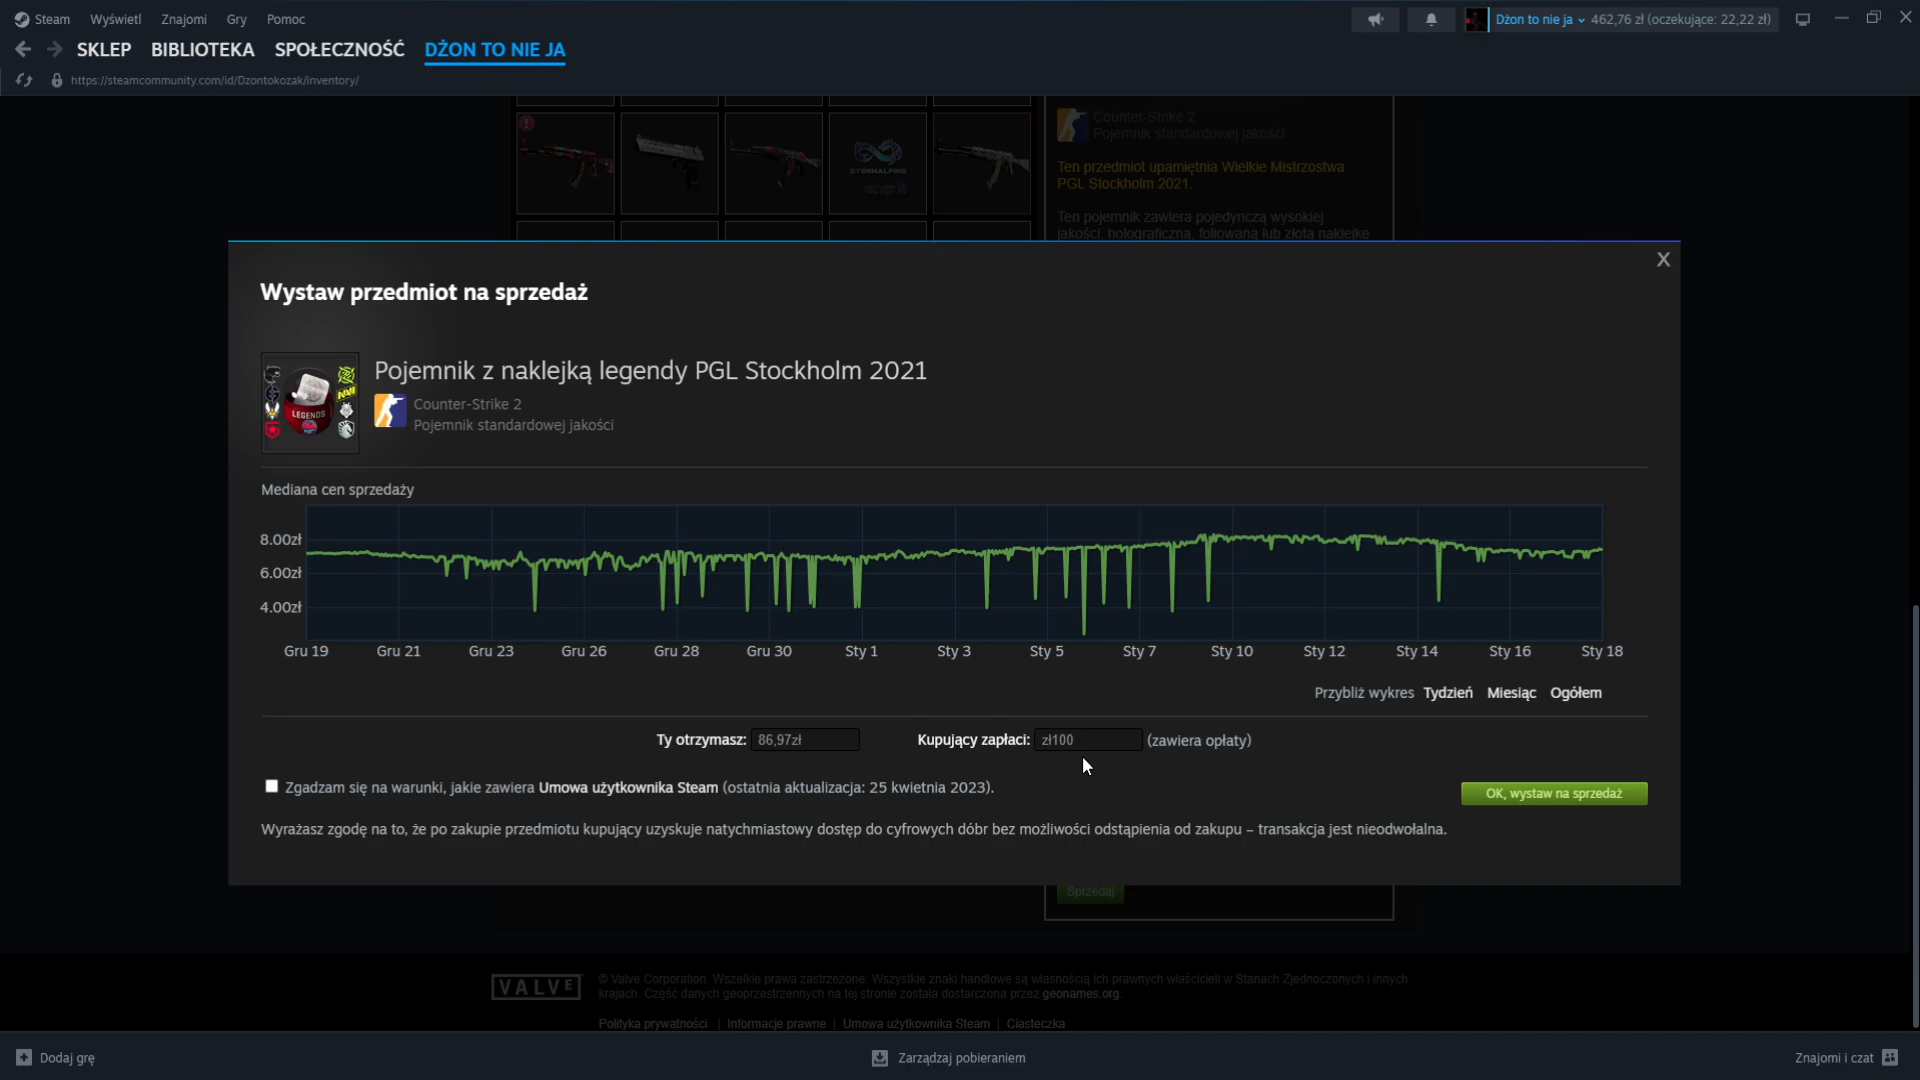 Steam Wyświetl Znajomi Gry Pomoc
Dżon to nie ja 462,76 zł (oczekujące: 22,22 zł)
SKLEP BIBLIOTEKA SPOŁECZNOŚĆ DŻON TO NIE JA
https://steamcommunity.com/id/Dzontokozak/inventory/
Counter-Strike 2
Pojemnik standardowej jakości
Ten przedmiot upamiętnia Wielkie Mistrzostwa
PGL Stockholm 2021.
Ten pojemnik zawiera pojedynczą wysokiej
jakości, holograficzną, foliowaną lub złotą naklejkę
ETERNALFIRE
X
Wystaw przedmiot na sprzedaż
Pojemnik z naklejką legendy PGL Stockholm 2021
Counter-Strike 2
Pojemnik standardowej jakości
LEGENDS
NAVI
Mediana cen sprzedaży
8.00zł
6.00zł
4.00zł
Gru 19 Gru 21 Gru 23 Gru 26 Gru 28 Gru 30 Sty 1 Sty 3 Sty 5 Sty 7 Sty 10 Sty 12 Sty 14 Sty 16 Sty 18
Przybliż wykres Tydzień Miesiąc Ogółem
Ty otrzymasz: 86,97zł Kupujący zapłaci: zł100 (zawiera opłaty)
Zgadzam się na warunki, jakie zawiera Umowa użytkownika Steam (ostatnia aktualizacja: 25 kwietnia 2023).
OK, wystaw na sprzedaż
Wyrażasz zgodę na to, że po zakupie przedmiotu kupujący uzyskuje natychmiastowy dostęp do cyfrowych dóbr bez możliwości odstąpienia od zakupu – transakcja jest nieodwołalna.
Sprzedaj
VALVE
© Valve Corporation. Wszelkie prawa zastrzeżone. Wszystkie znaki handlowe są własnością ich prawnych właścicieli w Stanach Zjednoczonych i innych
krajach. Część danych geoprzestrzennych na tej stronie została dostarczona przez geonames.org.
Polityka prywatności | Informacje prawne | Umowa użytkownika Steam | Ciasteczka
Dodaj grę
Zarządzaj pobieraniem
Znajomi i czat